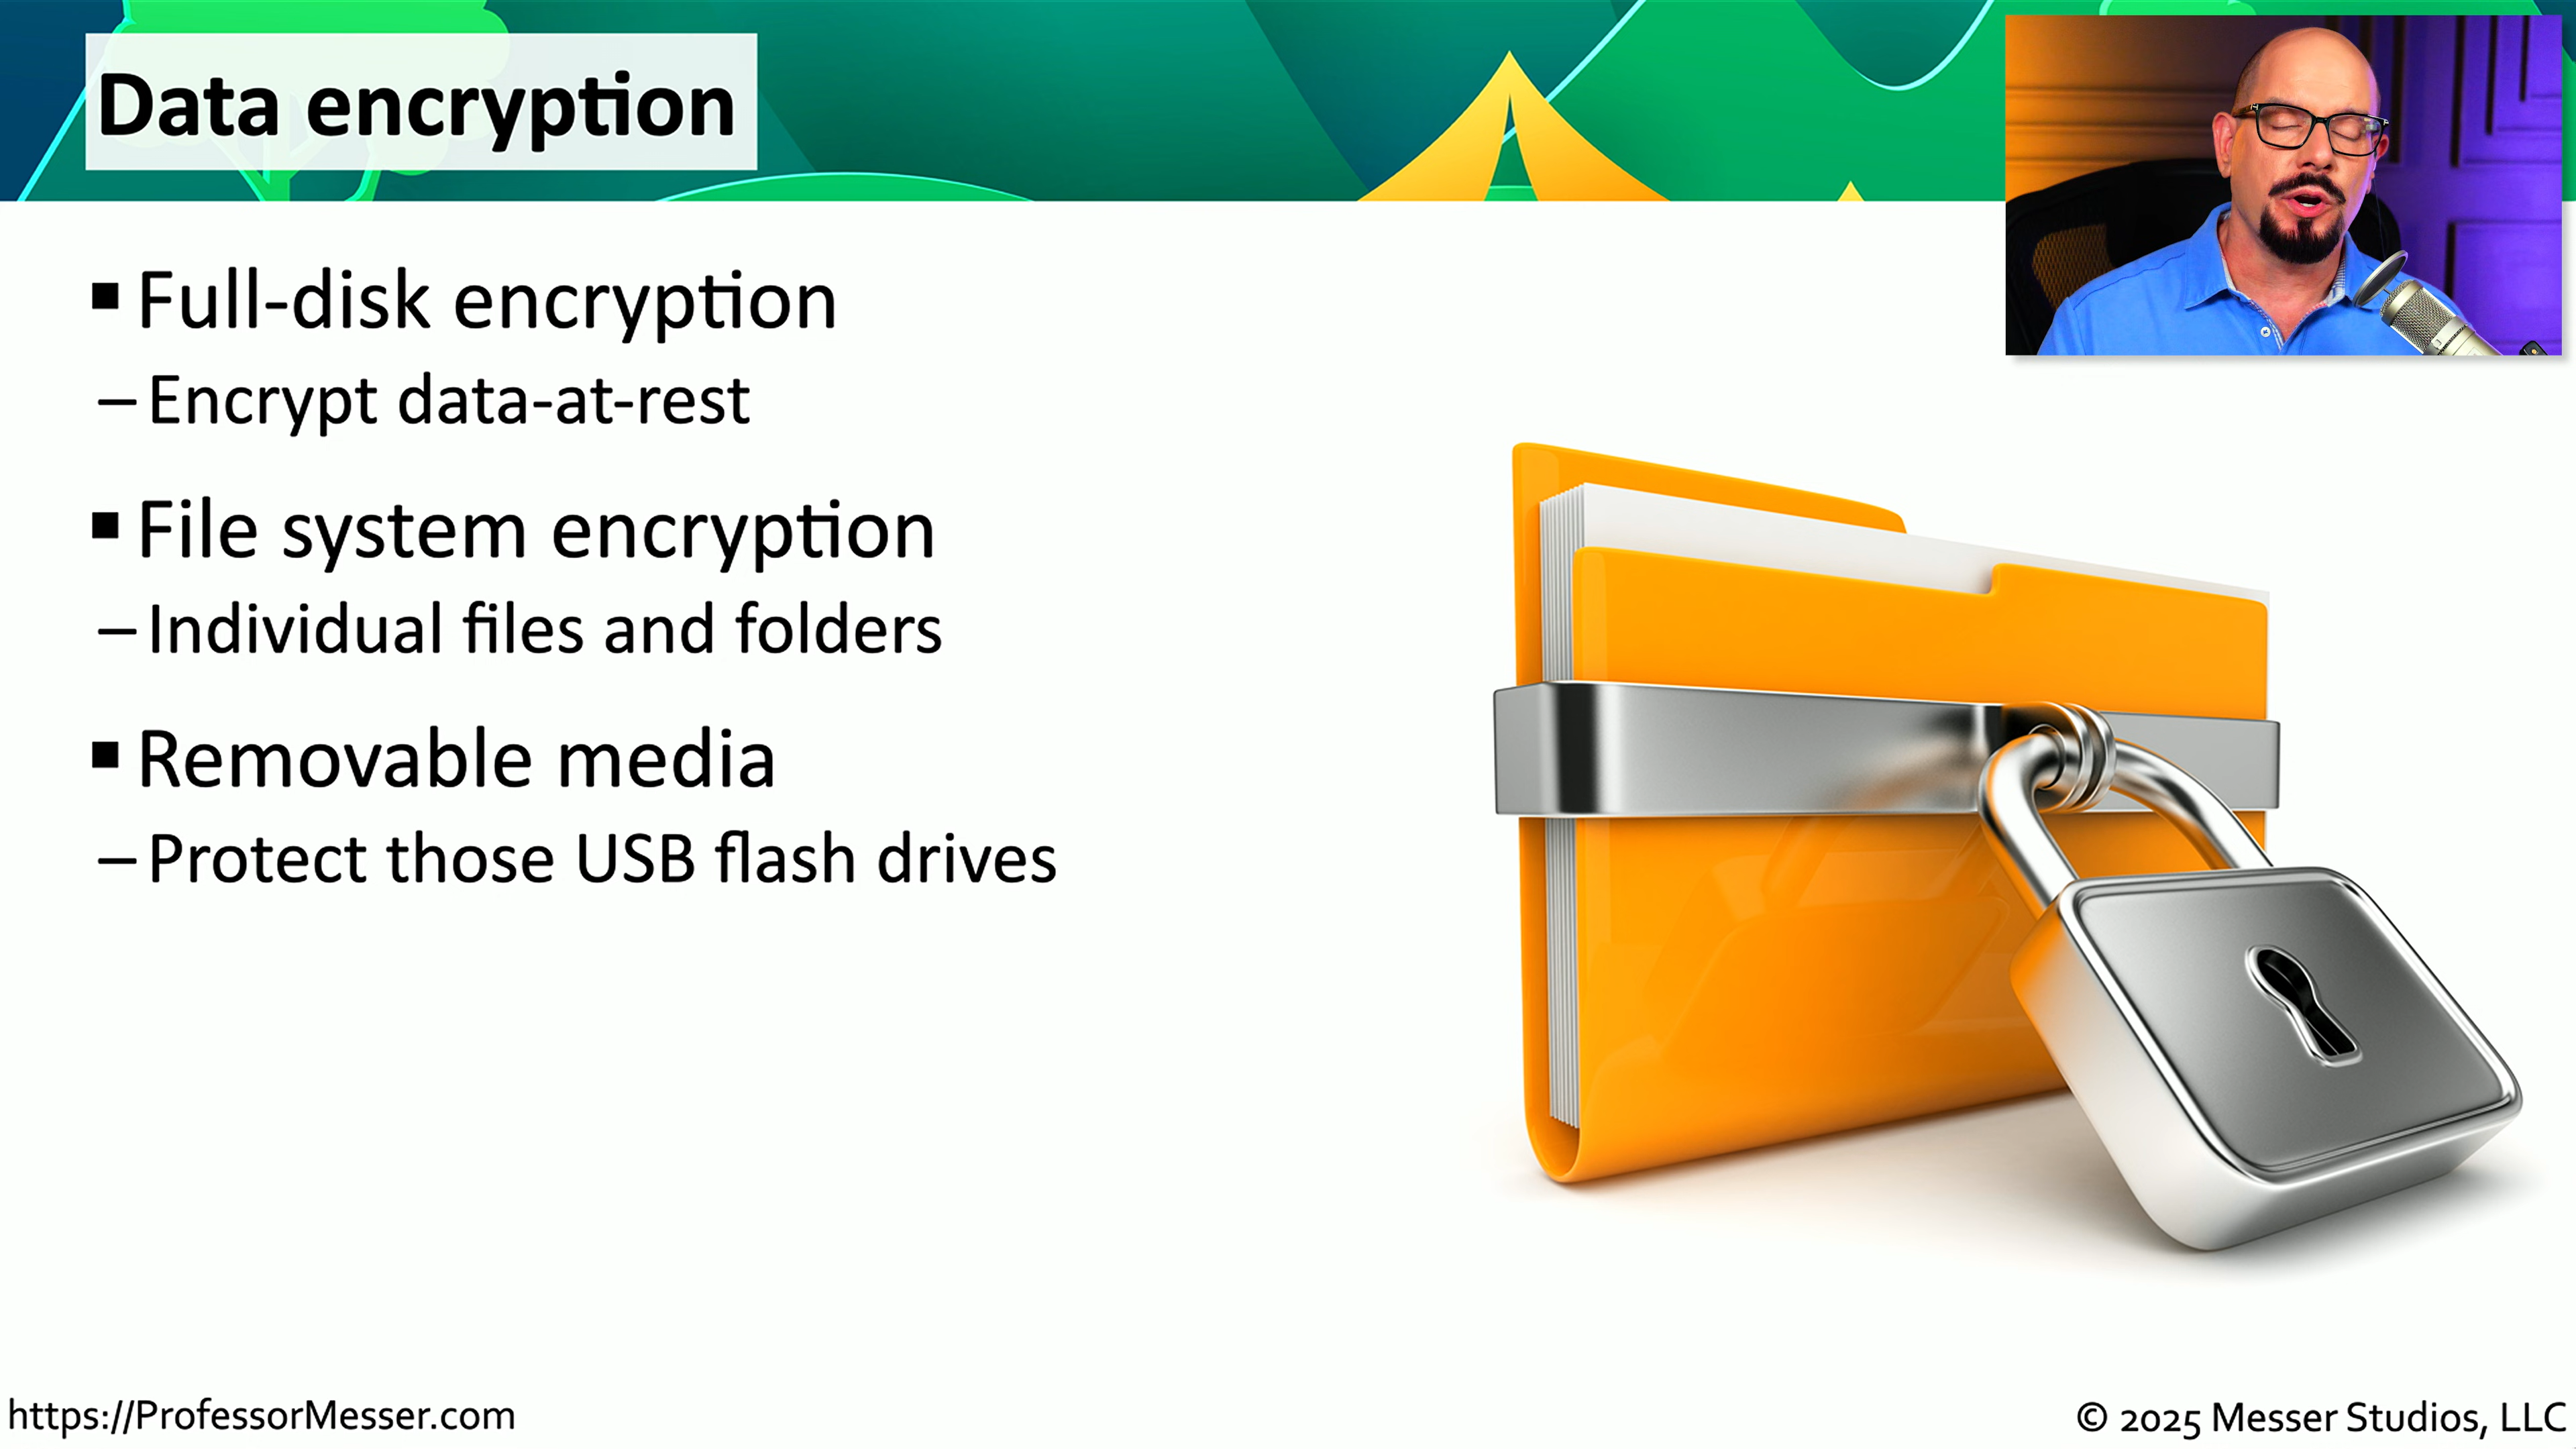 Data encryption
▪ Full-disk encryption
– Encrypt data-at-rest
▪ File system encryption
– Individual files and folders
▪ Removable media
– Protect those USB flash drives
https://ProfessorMesser.com
© 2025 Messer Studios, LLC